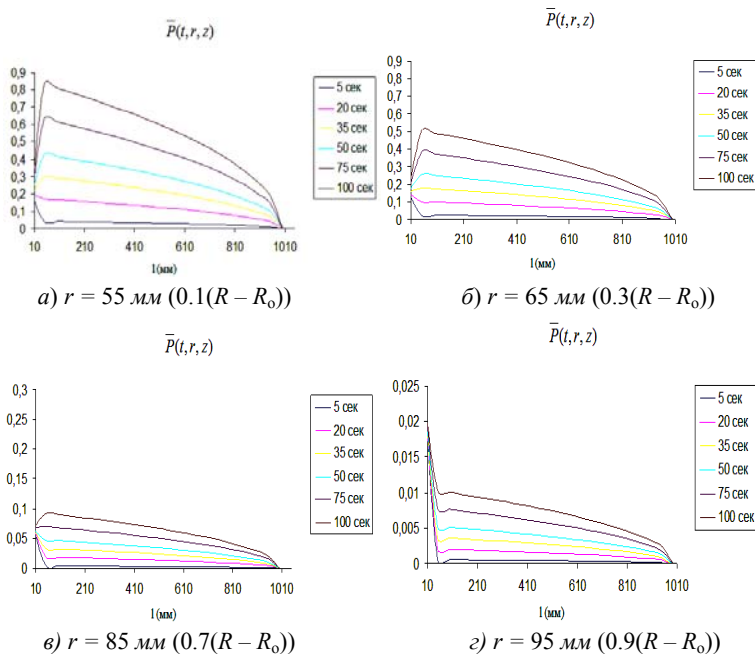 P̅(t,r,z)
0,9
0,8
0,7
0,6
0,5
0,4
0,3
0,2
0,1
0
10 210 410 610 810 1010
l(мм)
5 сек
20 сек
35 сек
50 сек
75 сек
100 сек
а) r = 55 мм (0.1(R – Rₒ))
P̅(t,r,z)
0,9
0,8
0,7
0,6
0,5
0,4
0,3
0,2
0,1
0
10 210 410 610 810 1010
l(мм)
5 сек
20 сек
35 сек
50 сек
75 сек
100 сек
б) r = 65 мм (0.3(R – Rₒ))
P̅(t,r,z)
0,3
0,25
0,2
0,15
0,1
0,05
0
10 210 410 610 810 1010
l(мм)
5 сек
20 сек
35 сек
50 сек
75 сек
100 сек
в) r = 85 мм (0.7(R – Rₒ))
P̅(t,r,z)
0,025
0,02
0,015
0,01
0,005
0
10 210 410 610 810 1010
l(мм)
5 сек
20 сек
35 сек
50 сек
75 сек
100 сек
г) r = 95 мм (0.9(R – Rₒ))